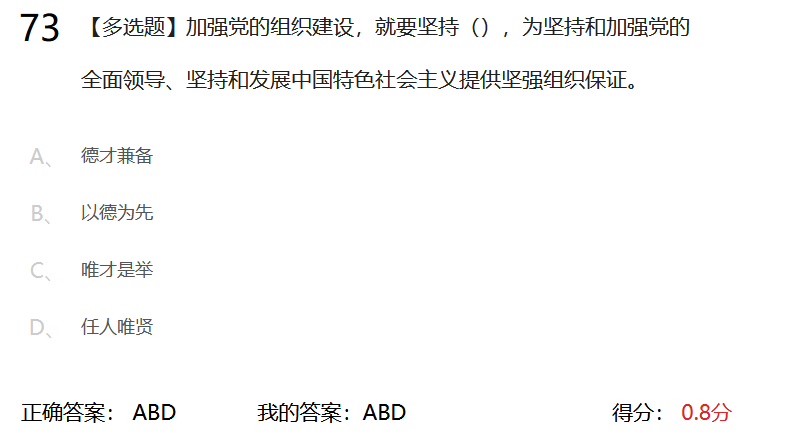 73 【多选题】加强党的组织建设，就要坚持（），为坚持和加强党的
全面领导、坚持和发展中国特色社会主义提供坚强组织保证。
A、 德才兼备
B、 以德为先
C、 唯才是举
D、 任人唯贤
正确答案： ABD 我的答案：ABD 得分： 0.8分